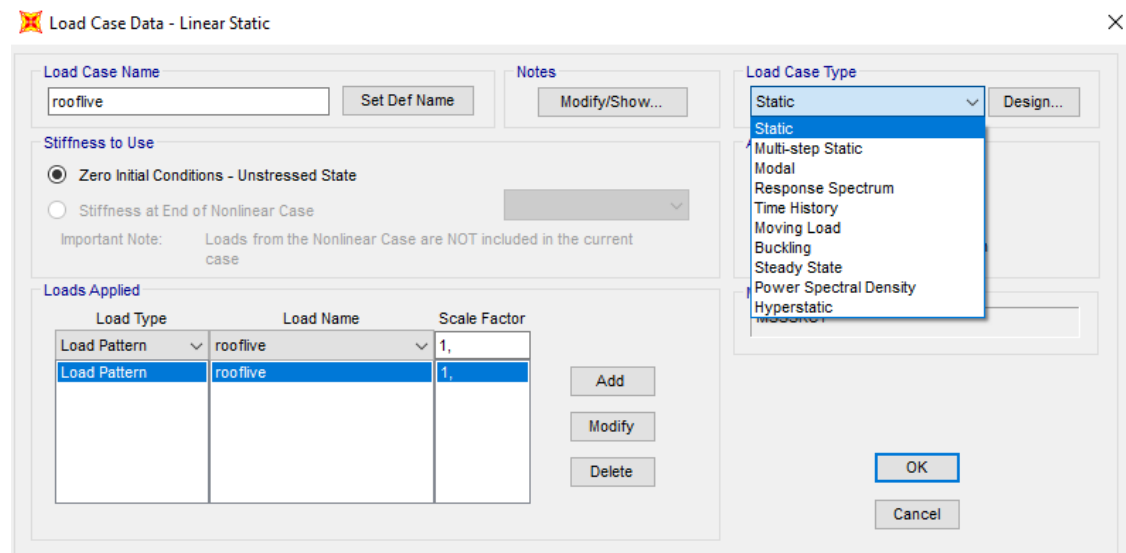 Load Case Data - Linear Static
Load Case Name
rooflive
Set Def Name
Notes
Modify/Show...
Load Case Type
Static
Design...
Static
Multi-step Static
Modal
Response Spectrum
Time History
Moving Load
Buckling
Steady State
Power Spectral Density
Hyperstatic
Stiffness to Use
Zero Initial Conditions - Unstressed State
Stiffness at End of Nonlinear Case
Important Note: Loads from the Nonlinear Case are NOT included in the current
case
Loads Applied
Load Type Load Name Scale Factor
Load Pattern rooflive 1,
Load Pattern rooflive 1,
Add
Modify
Delete
OK
Cancel